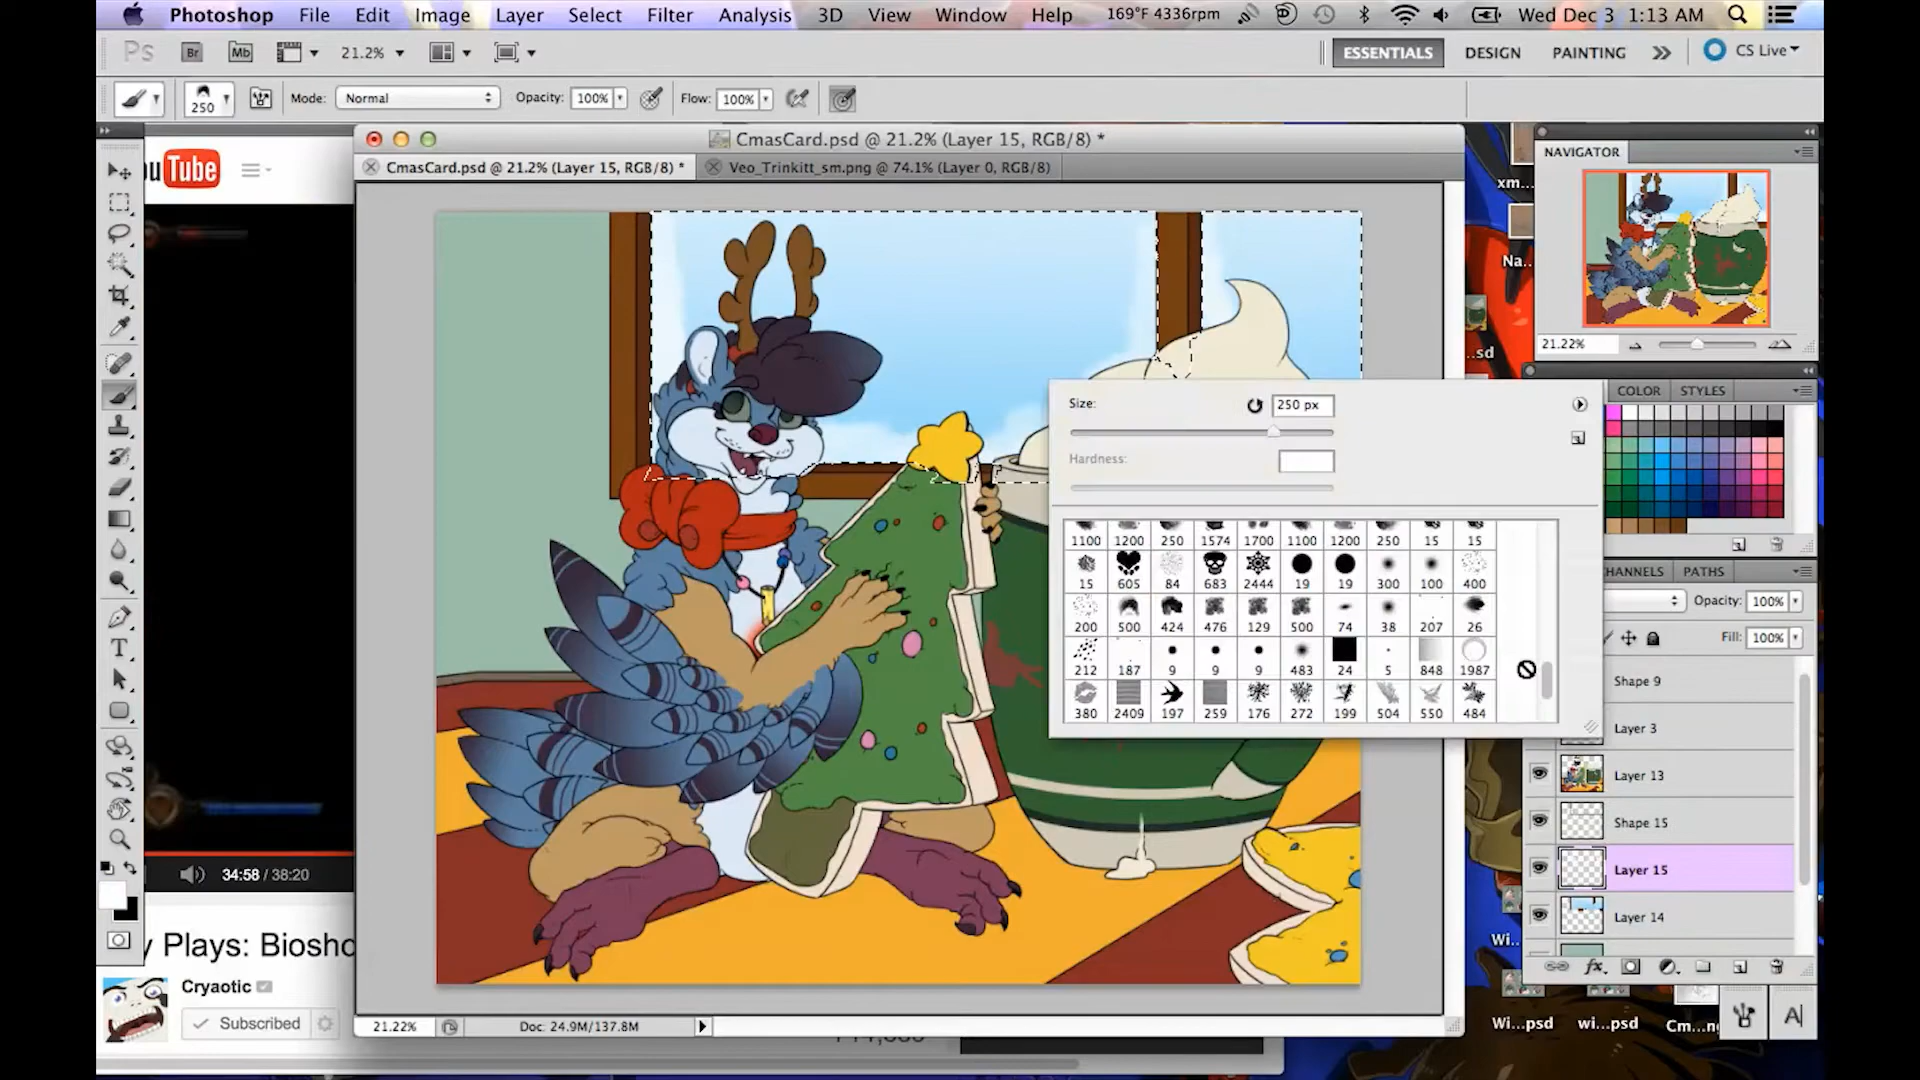 Photoshop File Edit Image Layer Select Filter Analysis 3D View Window Help 169°F 4336rpm Wed Dec 3 1:13 AM
Ps Br Mb 21.2% ESSENTIALS DESIGN PAINTING CS Live
250 Mode: Normal Opacity: 100% Flow: 100%
CmasCard.psd @ 21.2% (Layer 15, RGB/8) *
CmasCard.psd @ 21.2% (Layer 15, RGB/8) * Veo_Trinkitt_sm.png @ 74.1% (Layer 0, RGB/8)
ouTube
NAVIGATOR
xm...
Na...
...sd
21.22%
COLOR STYLES
Size: 250 px
Hardness:
1100 1200 250 1574 1700 1100 1200 250 15 15
15 605 84 683 2444 19 19 300 100 400
200 500 424 476 129 500 74 38 207 26
212 187 9 9 9 483 24 5 848 1987
380 2409 197 259 176 272 199 504 550 484
HANNELS PATHS
Opacity: 100%
Fill: 100%
Shape 9
Layer 3
Layer 13
Shape 15
Layer 15
Layer 14
fx
T
34:58 / 38:20
y Plays: Biosho
Cryaotic
Subscribed
21.22% Doc: 24.9M/137.8M
Wi...
Wi...psd wi...psd Cm...ng
A